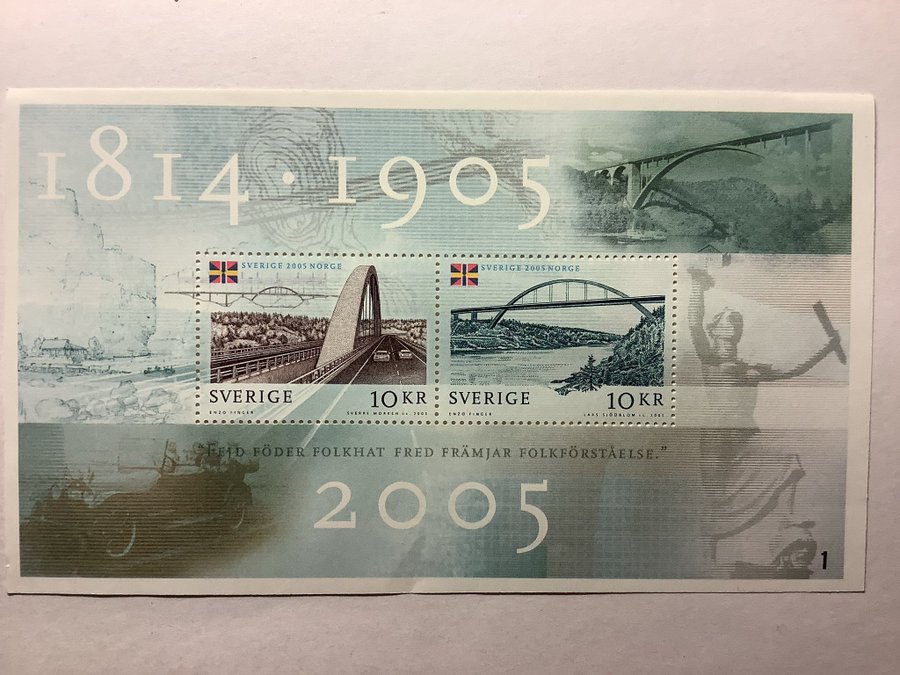 1814 · 1905
SVERIGE 2005 NORGE
SVERIGE 10 KR
ENZO FINGER SVERRE MORKEN SC. 2005
SVERIGE 2005 NORGE
SVERIGE 10 KR
ENZO FINGER LARS SJÖÖBLOM SC. 2005
"FEJD FÖDER FOLKHAT FRED FRÄMJAR FOLKFÖRSTÅELSE."
2005
1